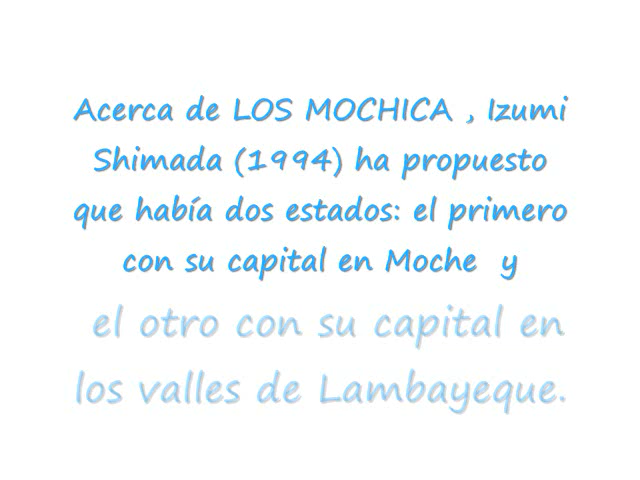 Acerca de LOS MOCHICA , Izumi
Shimada (1994) ha propuesto
que había dos estados: el primero
con su capital en Moche y
el otro con su capital en
los valles de Lambayeque.